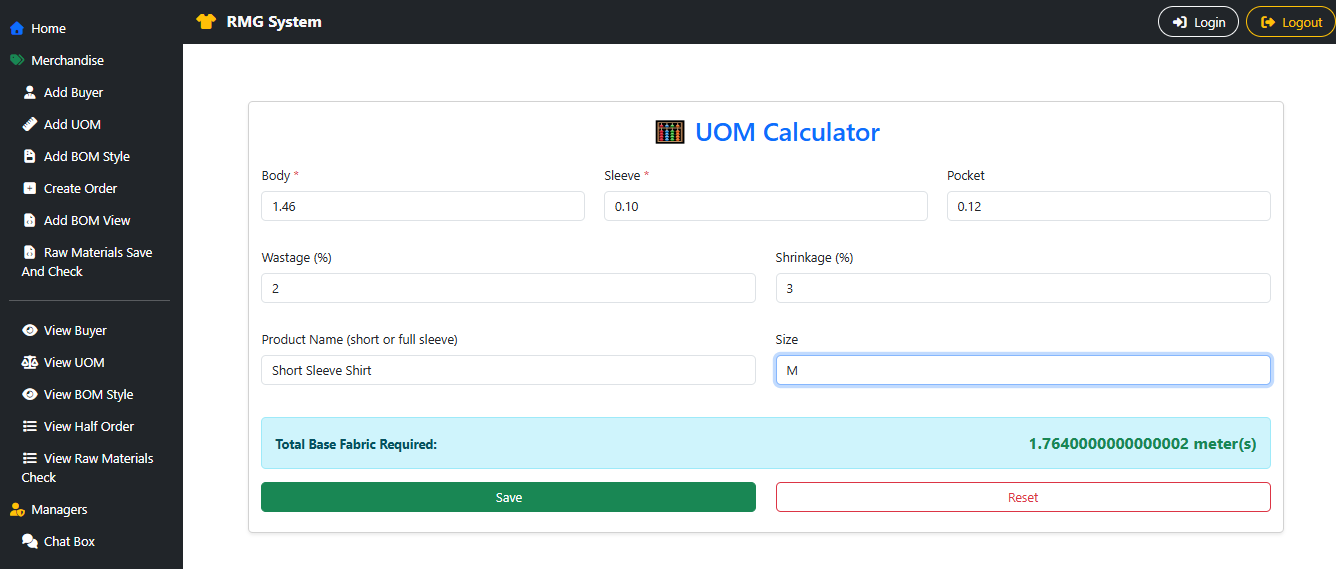 RMG System
Login
Logout
Home
Merchandise
Add Buyer
Add UOM
Add BOM Style
Create Order
Add BOM View
Raw Materials Save
And Check
View Buyer
View UOM
View BOM Style
View Half Order
View Raw Materials
Check
Managers
Chat Box
UOM Calculator
Body *
Sleeve *
Pocket
1.46
0.10
0.12
Wastage (%)
Shrinkage (%)
2
3
Product Name (short or full sleeve)
Size
Short Sleeve Shirt
M
Total Base Fabric Required:
1.7640000000000002 meter(s)
Save
Reset